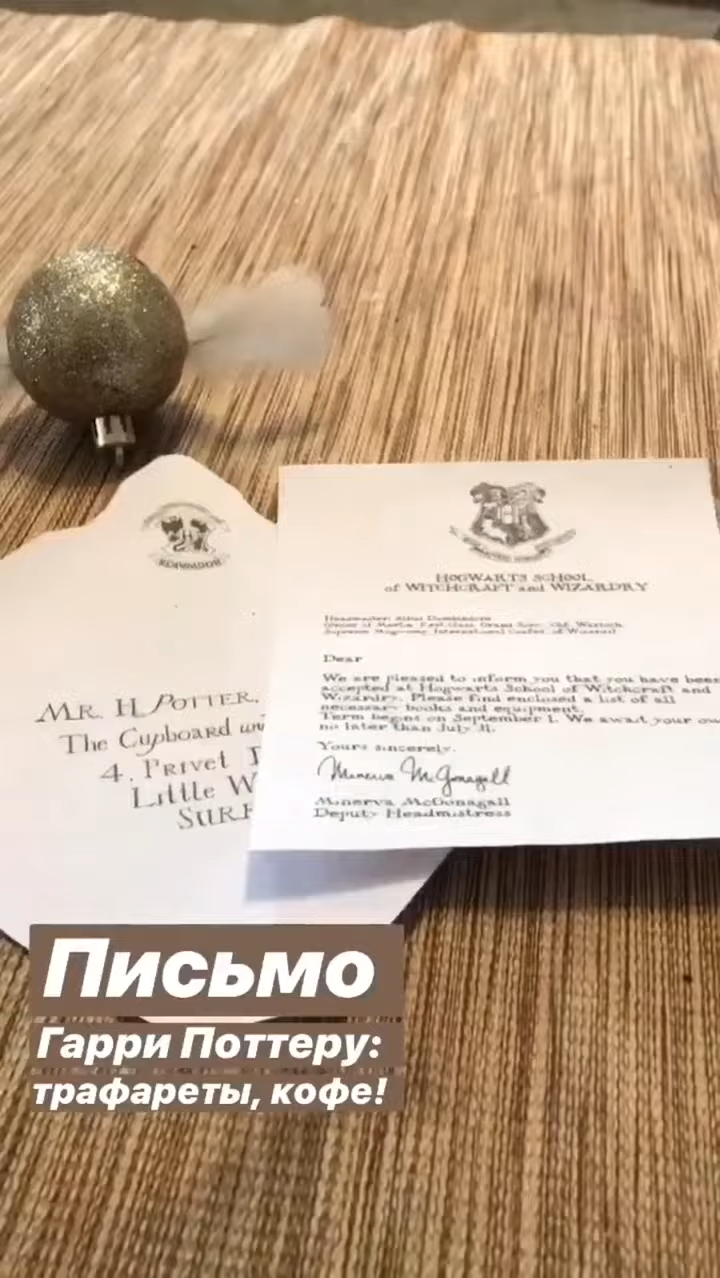 HOGWARTS SCHOOL
of WITCHCRAFT and WIZARDRY
Dear
We are pleased to inform you that you have been
accepted at Hogwarts School of Witchcraft and
Wizardry. Please find enclosed a list of all
necessary books and equipment.
Term begins on September 1. We await your
no later than July 31.
Yours sincerely,
Minerva McGonagall
Minerva McGonagall
Deputy Headmistress
MR. H. POTTER,
The Cupboard
4, PRIVET
Little
Письмо
Гарри Поттеру:
трафареты, кофе!